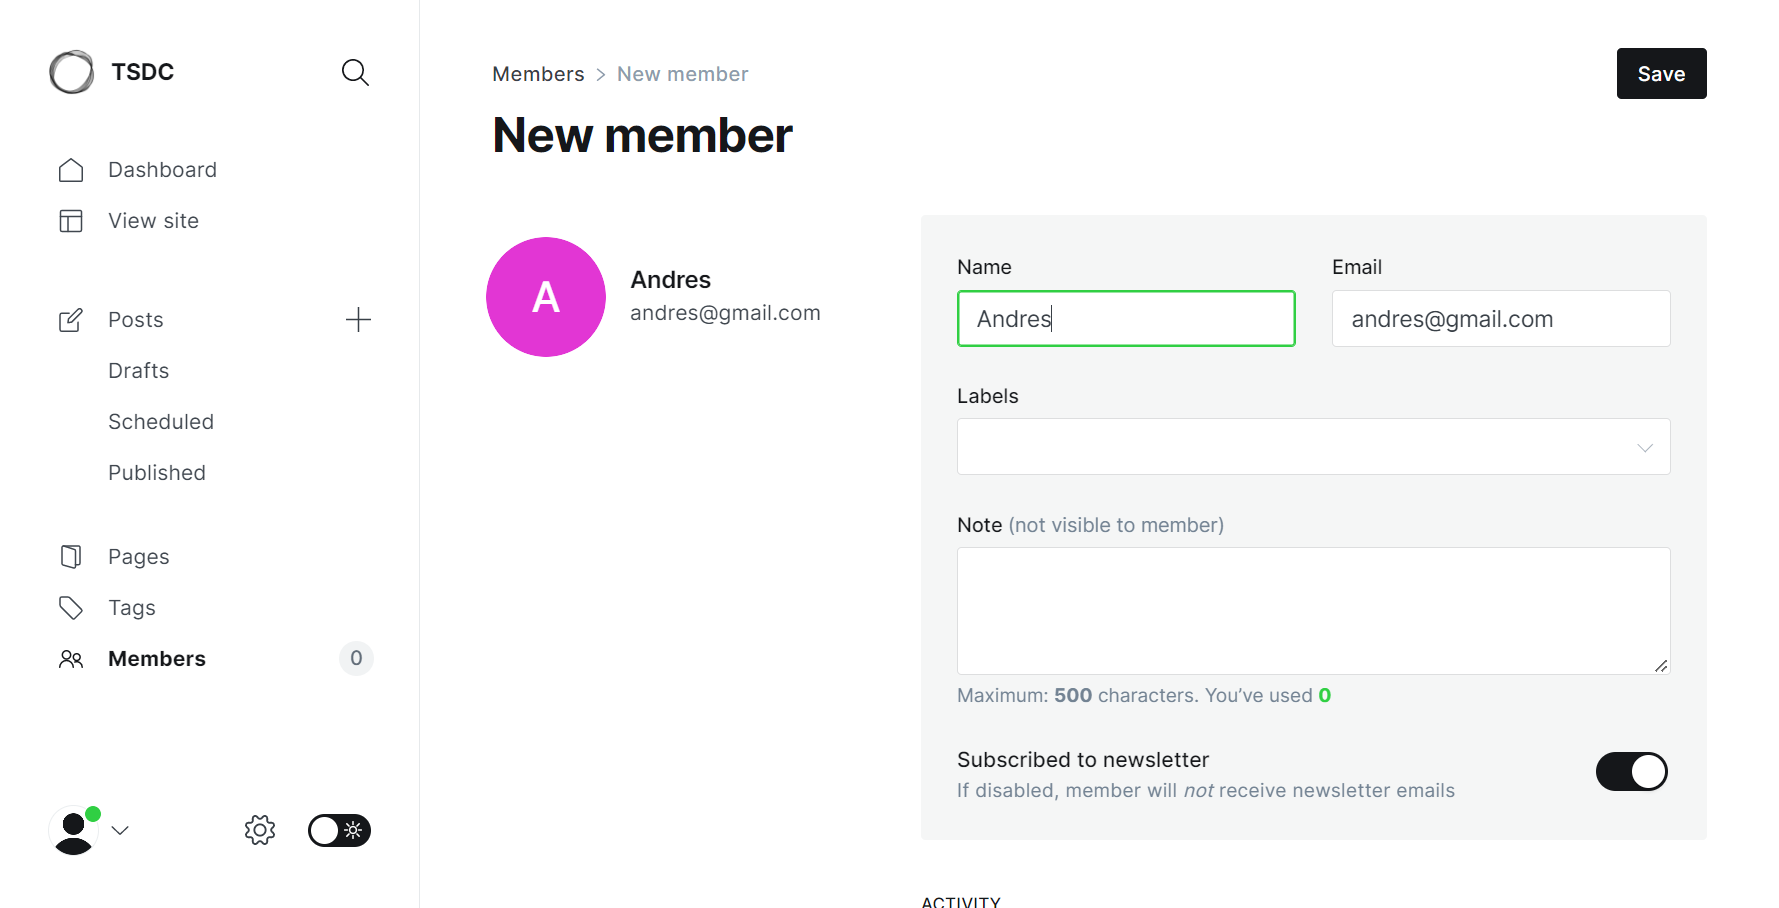 TSDC
Dashboard
View site
Posts
Drafts
Scheduled
Published
Pages
Tags
Members 0
Members > New member
Save
New member
A
Andres
andres@gmail.com
Name Email
Andres andres@gmail.com
Labels
Note (not visible to member)
Maximum: 500 characters. You’ve used 0
Subscribed to newsletter
If disabled, member will not receive newsletter emails
ACTIVITY